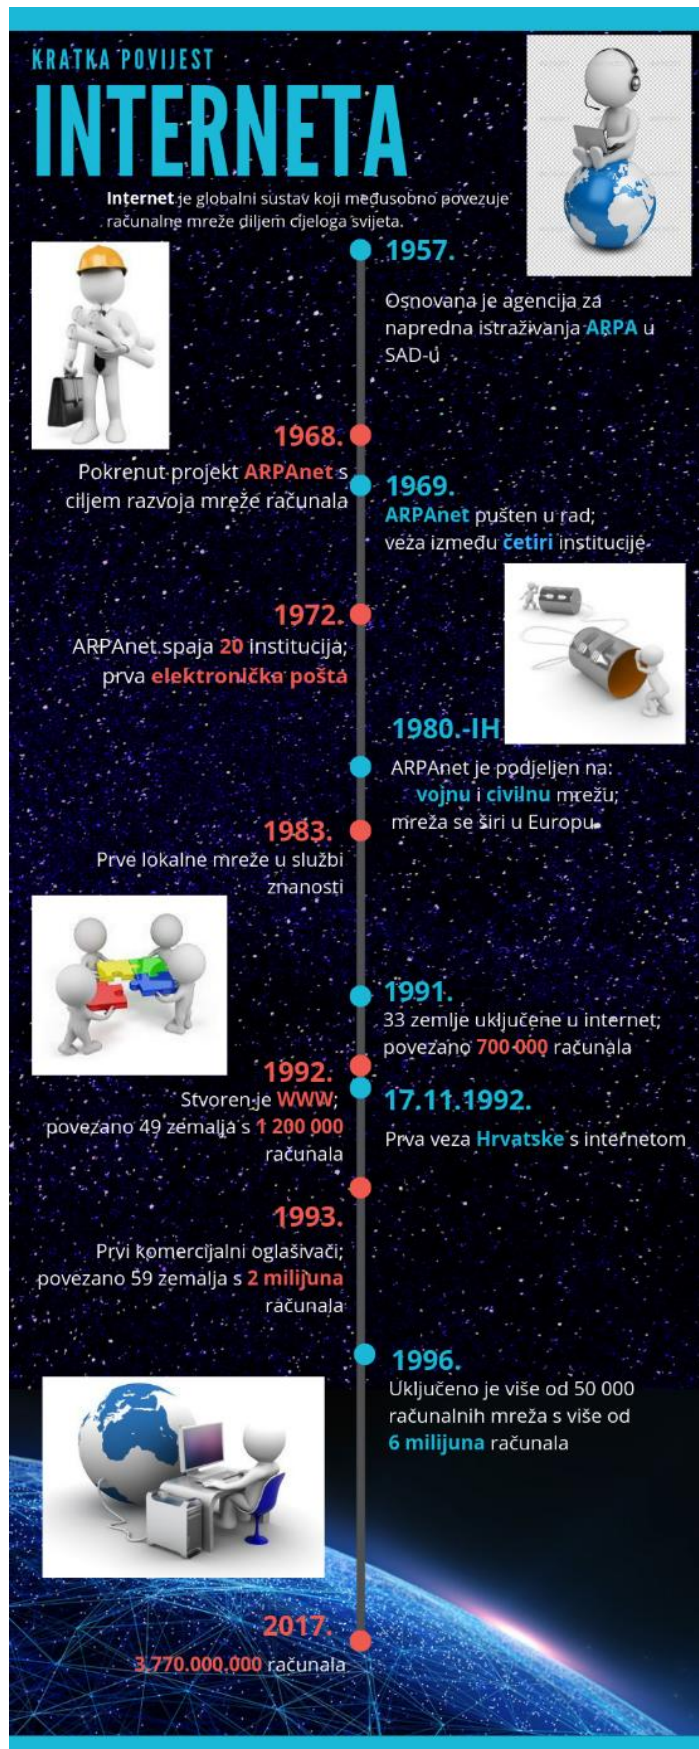 KRATKA POVIJEST
INTERNETA
Internet je globalni sustav koji međusobno povezuje
računalne mreže diljem cijeloga svijeta.
1957.
Osnovana je agencija za
napredna istraživanja ARPA u
SAD-u
1968.
Pokrenut projekt ARPAnet s
ciljem razvoja mreže računala
1969.
ARPAnet pušten u rad;
veza između četiri institucije
1972.
ARPAnet spaja 20 institucija;
prva elektronička pošta
1980.-IH
ARPAnet je podjeljen na:
vojnu i civilnu mrežu;
mreža se širi u Europu.
1983.
Prve lokalne mreže u službi
znanosti
1991.
33 zemlje uključene u internet;
povezano 700 000 računala
1992.
Stvoren je WWW;
povezano 49 zemalja s 1 200 000
računala
17.11.1992.
Prva veza Hrvatske s internetom
1993.
Prvi komercijalni oglašivači;
povezano 59 zemalja s 2 milijuna
računala
1996.
Uključeno je više od 50 000
računalnih mreža s više od
6 milijuna računala
2017.
3.770.000.000 računala